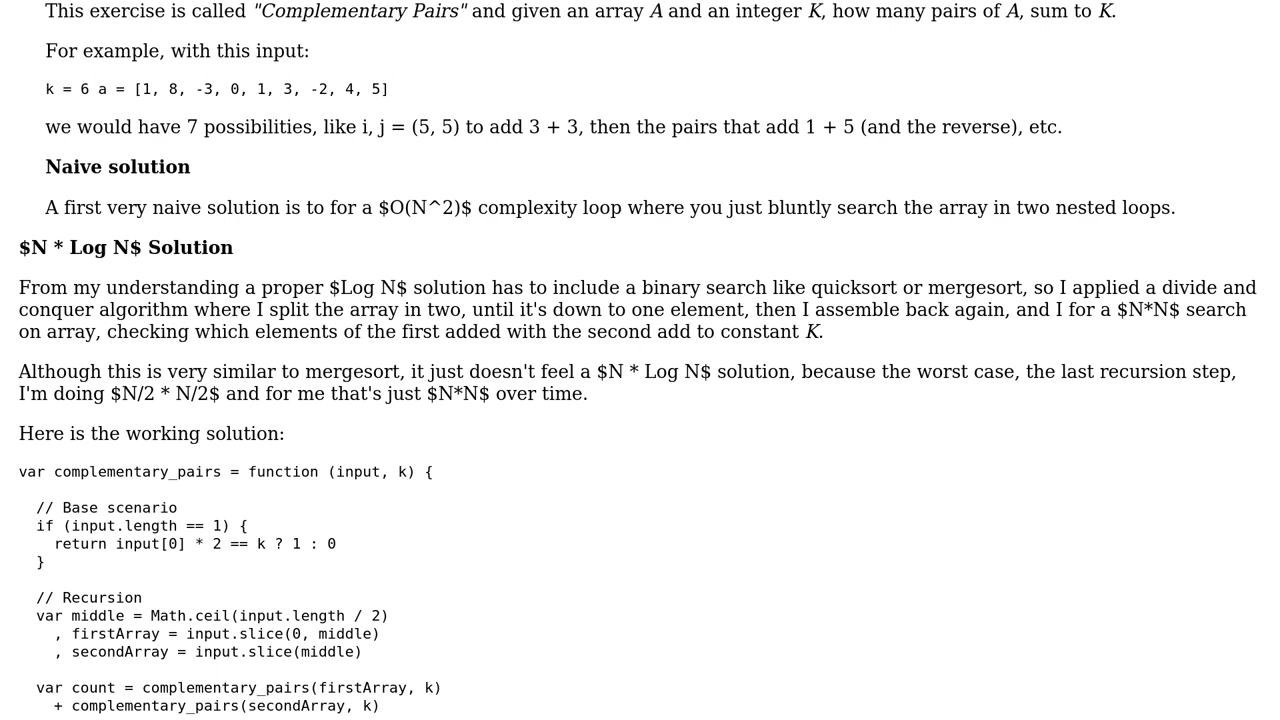 This exercise is called "Complementary Pairs" and given an array A and an integer K, how many pairs of A, sum to K.
For example, with this input:
k = 6 a = [1, 8, -3, 0, 1, 3, -2, 4, 5]
we would have 7 possibilities, like i, j = (5, 5) to add 3 + 3, then the pairs that add 1 + 5 (and the reverse), etc.
Naive solution
A first very naive solution is to for a $O(N^2)$ complexity loop where you just bluntly search the array in two nested loops.
$N * Log N$ Solution
From my understanding a proper $Log N$ solution has to include a binary search like quicksort or mergesort, so I applied a divide and
conquer algorithm where I split the array in two, until it's down to one element, then I assemble back again, and I for a $N*N$ search
on array, checking which elements of the first added with the second add to constant K.
Although this is very similar to mergesort, it just doesn't feel a $N * Log N$ solution, because the worst case, the last recursion step,
I'm doing $N/2 * N/2$ and for me that's just $N*N$ over time.
Here is the working solution:
var complementary_pairs = function (input, k) {
  // Base scenario
  if (input.length == 1) {
    return input[0] * 2 == k ? 1 : 0
  }
  // Recursion
  var middle = Math.ceil(input.length / 2)
    , firstArray = input.slice(0, middle)
    , secondArray = input.slice(middle)
  var count = complementary_pairs(firstArray, k)
    + complementary_pairs(secondArray, k)